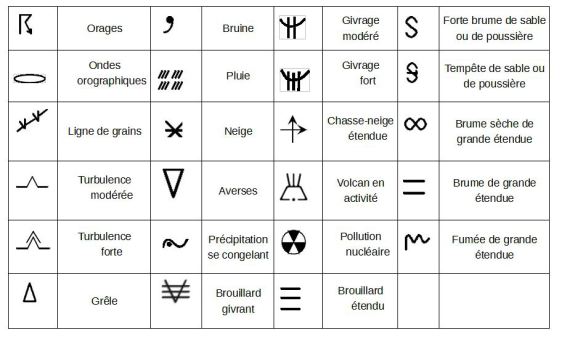 Orages
Bruine
Givrage
modéré
Forte brume de sable
ou de poussière
Ondes
orographiques
Pluie
Givrage
fort
Tempête de sable ou
de poussière
Ligne de grains
Neige
Chasse-neige
étendue
Brume sèche de
grande étendue
Turbulence
modérée
Averses
Volcan en
activité
Brume de grande
étendue
Turbulence
forte
Précipitation
se congelant
Pollution
nucléaire
Fumée de grande
étendue
Grêle
Brouillard
givrant
Brouillard
étendu